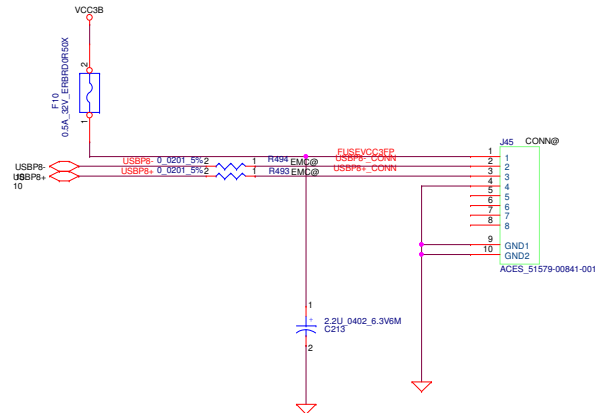 VCC3B
2
F10
0.5A_32V_ERBRD0R50X
1
FUSEVCC3FP
USBP8-
USBP8-
0_0201_5%
2
1
R494
EMC@
USBP8-_CONN
USBP8+
10
USBP8+
0_0201_5%
2
1
R493
EMC@
USBP8+_CONN
J45
CONN@
1
1
2
2
3
3
4
4
5
5
6
6
7
7
8
8
9
GND1
10
GND2
ACES_51579-00841-001
1
+
2.2U_0402_6.3V6M
C213
2